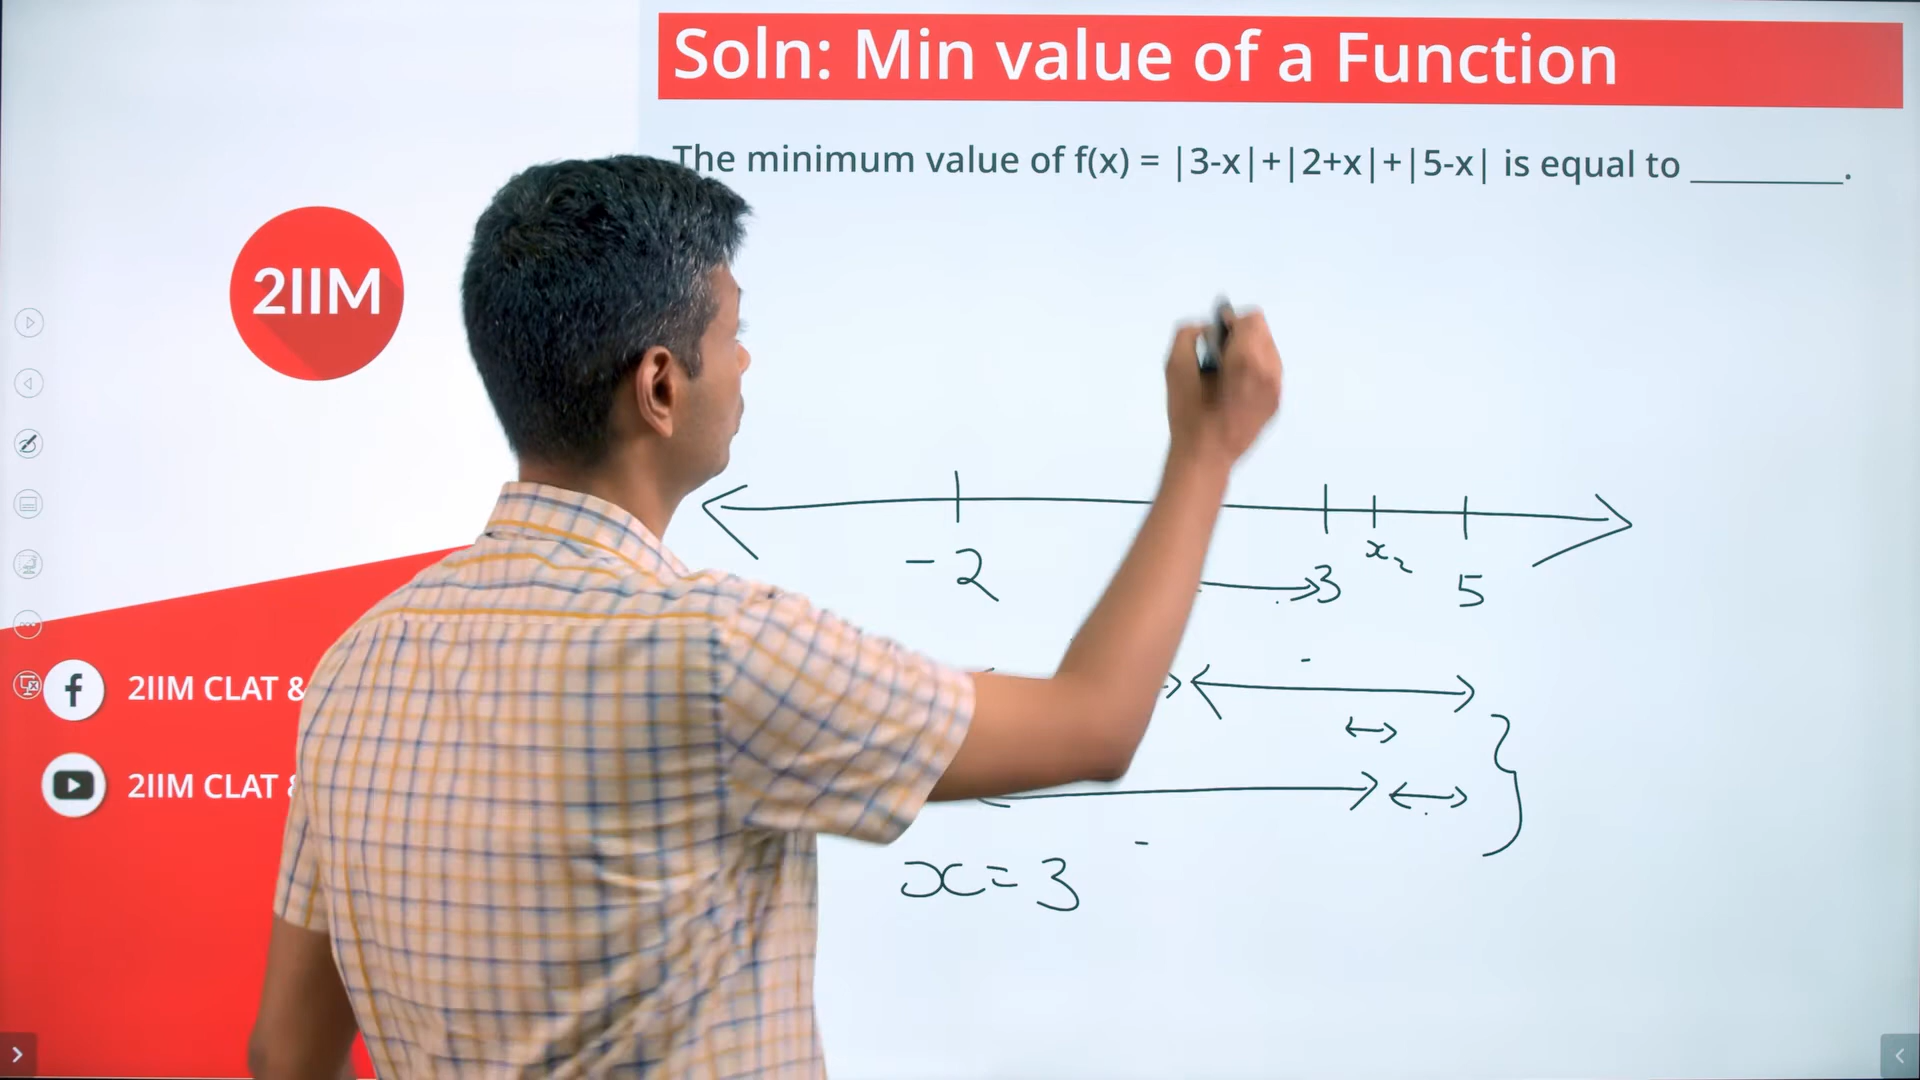 Soln: Min value of a Function
The minimum value of f(x) = |3-x|+|2+x|+|5-x| is equal to ________.
2IIM
-2
3
x₂
5
2IIM CLAT &
2IIM CLAT &
x = 3